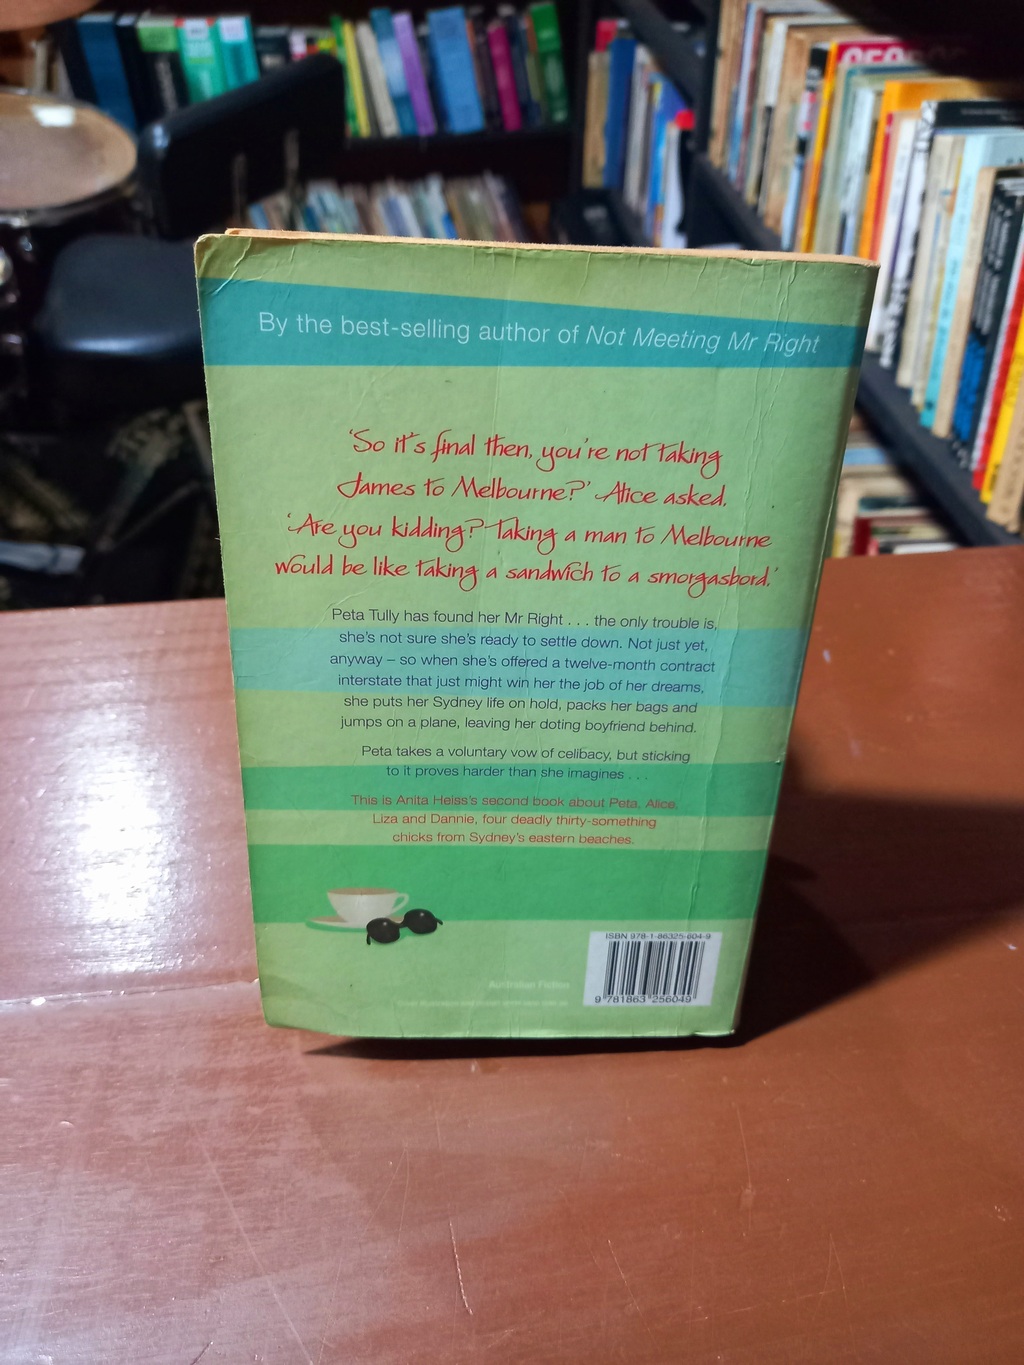 By the best-selling author of Not Meeting Mr Right
'So it's final then, you're not taking
James to Melbourne?' Alice asked.
'Are you kidding? Taking a man to Melbourne
would be like taking a sandwich to a smorgasbord.'
Peta Tully has found her Mr Right . . . the only trouble is,
she's not sure she's ready to settle down. Not just yet,
anyway – so when she's offered a twelve-month contract
interstate that just might win her the job of her dreams,
she puts her Sydney life on hold, packs her bags and
jumps on a plane, leaving her doting boyfriend behind.
Peta takes a voluntary vow of celibacy, but sticking
to it proves harder than she imagines . . .
This is Anita Heiss's second book about Peta, Alice,
Liza and Dannie, four deadly thirty-something
chicks from Sydney's eastern beaches.
ISBN 978-1-86325-604-9
9 781863 256049
Australian Fiction